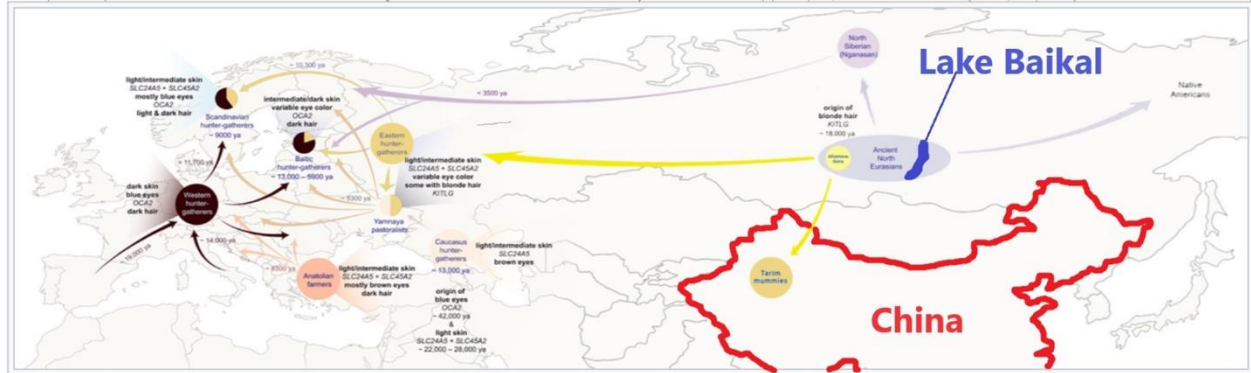 North
Siberian
(Nganasan)
Lake Baikal
~ 10,300 ya
light/intermediate skin
SLC24A5 + SLC45A2
mostly blue eyes
OCA2
light & dark hair
< 3500 ya
Native
Americans
intermediate/dark skin
variable eye color
OCA2
dark hair
origin of
blonde hair
KITLG
~ 18,000 ya
Scandinavian
hunter-gatherers
~ 9000 ya
Eastern
hunter-
gatherers
Ancient
North
Eurasians
Baltic
hunter-gatherers
~ 13,000 – 5900 ya
light/intermediate skin
SLC24A5 + SLC45A2
variable eye color
some with blonde hair
KITLG
~ 11,700 ya
dark skin
blue eyes
OCA2
dark hair
Western
hunter-
gatherers
5300 ya
Yamnaya
pastoralists
Caucasus
hunter-
gatherers
~ 13,000 ya
light/intermediate skin
SLC24A5
brown eyes
~ 14,000 ya
~ 19,000 ya
Anatolian
farmers
light/intermediate skin
SLC24A5 + SLC45A2
mostly brown eyes
dark hair
Tarim
mummies
origin of
blue eyes
OCA2
~ 42,000 ya
&
light skin
SLC24A5 + SLC45A2
~ 22,000 – 28,000 ya
China